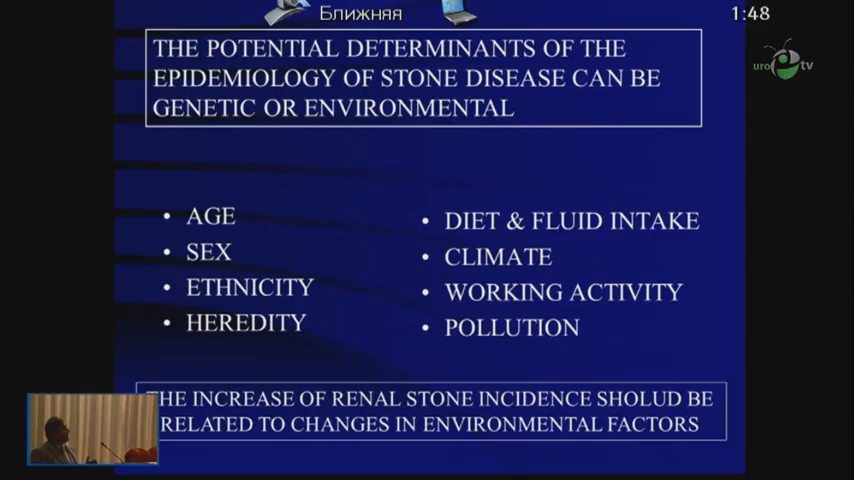 Ближняя
1:48
uro tv
THE POTENTIAL DETERMINANTS OF THE
EPIDEMIOLOGY OF STONE DISEASE CAN BE
GENETIC OR ENVIRONMENTAL
• AGE
• SEX
• ETHNICITY
• HEREDITY
• DIET & FLUID INTAKE
• CLIMATE
• WORKING ACTIVITY
• POLLUTION
THE INCREASE OF RENAL STONE INCIDENCE SHOLUD BE
RELATED TO CHANGES IN ENVIRONMENTAL FACTORS